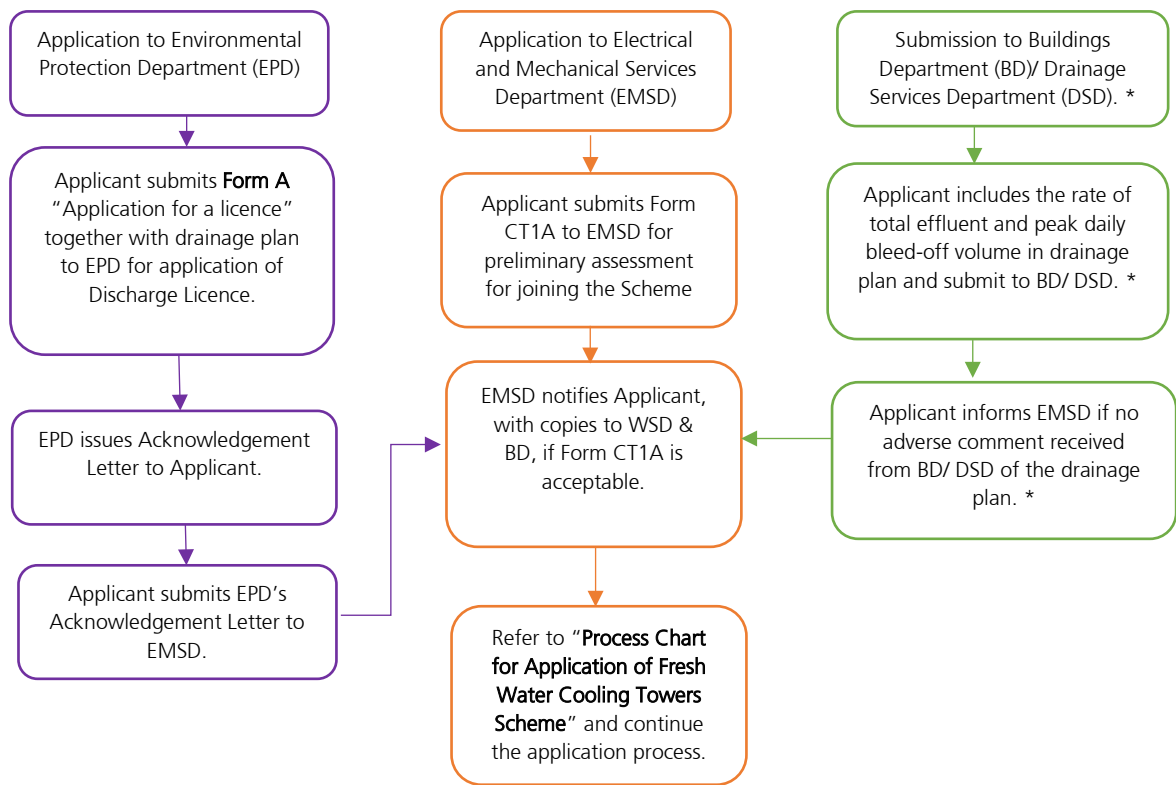 Application to Environmental
Protection Department (EPD)
Applicant submits Form A
“Application for a licence”
together with drainage plan
to EPD for application of
Discharge Licence.
EPD issues Acknowledgement
Letter to Applicant.
Applicant submits EPD’s
Acknowledgement Letter to
EMSD.
Application to Electrical
and Mechanical Services
Department (EMSD)
Applicant submits Form
CT1A to EMSD for
preliminary assessment
for joining the Scheme
EMSD notifies Applicant,
with copies to WSD &
BD, if Form CT1A is
acceptable.
Refer to “Process Chart
for Application of Fresh
Water Cooling Towers
Scheme” and continue
the application process.
Submission to Buildings
Department (BD)/ Drainage
Services Department (DSD). *
Applicant includes the rate of
total effluent and peak daily
bleed-off volume in drainage
plan and submit to BD/ DSD. *
Applicant informs EMSD if no
adverse comment received
from BD/ DSD of the drainage
plan. *